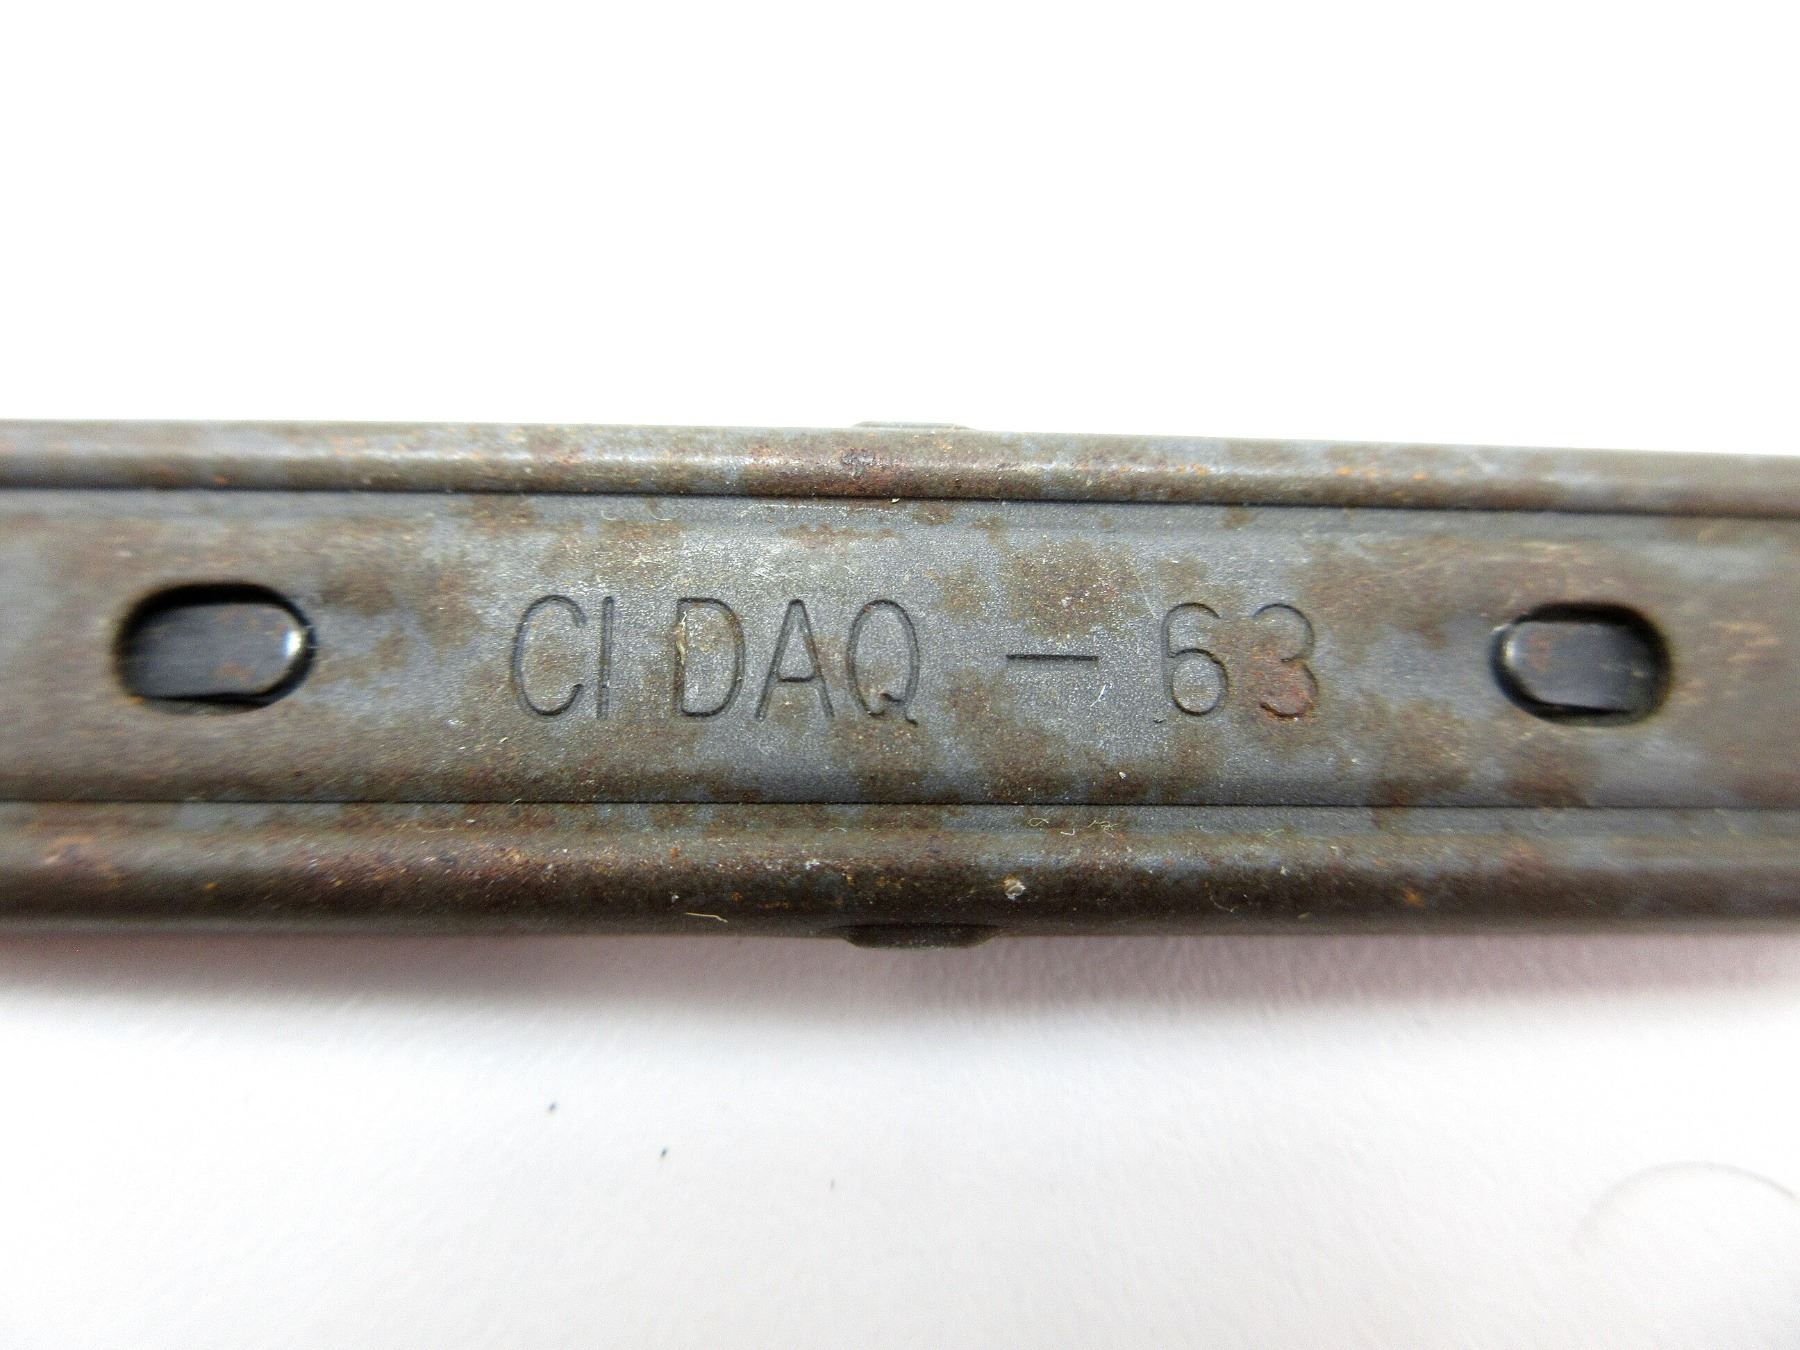 CI DAQ - 63